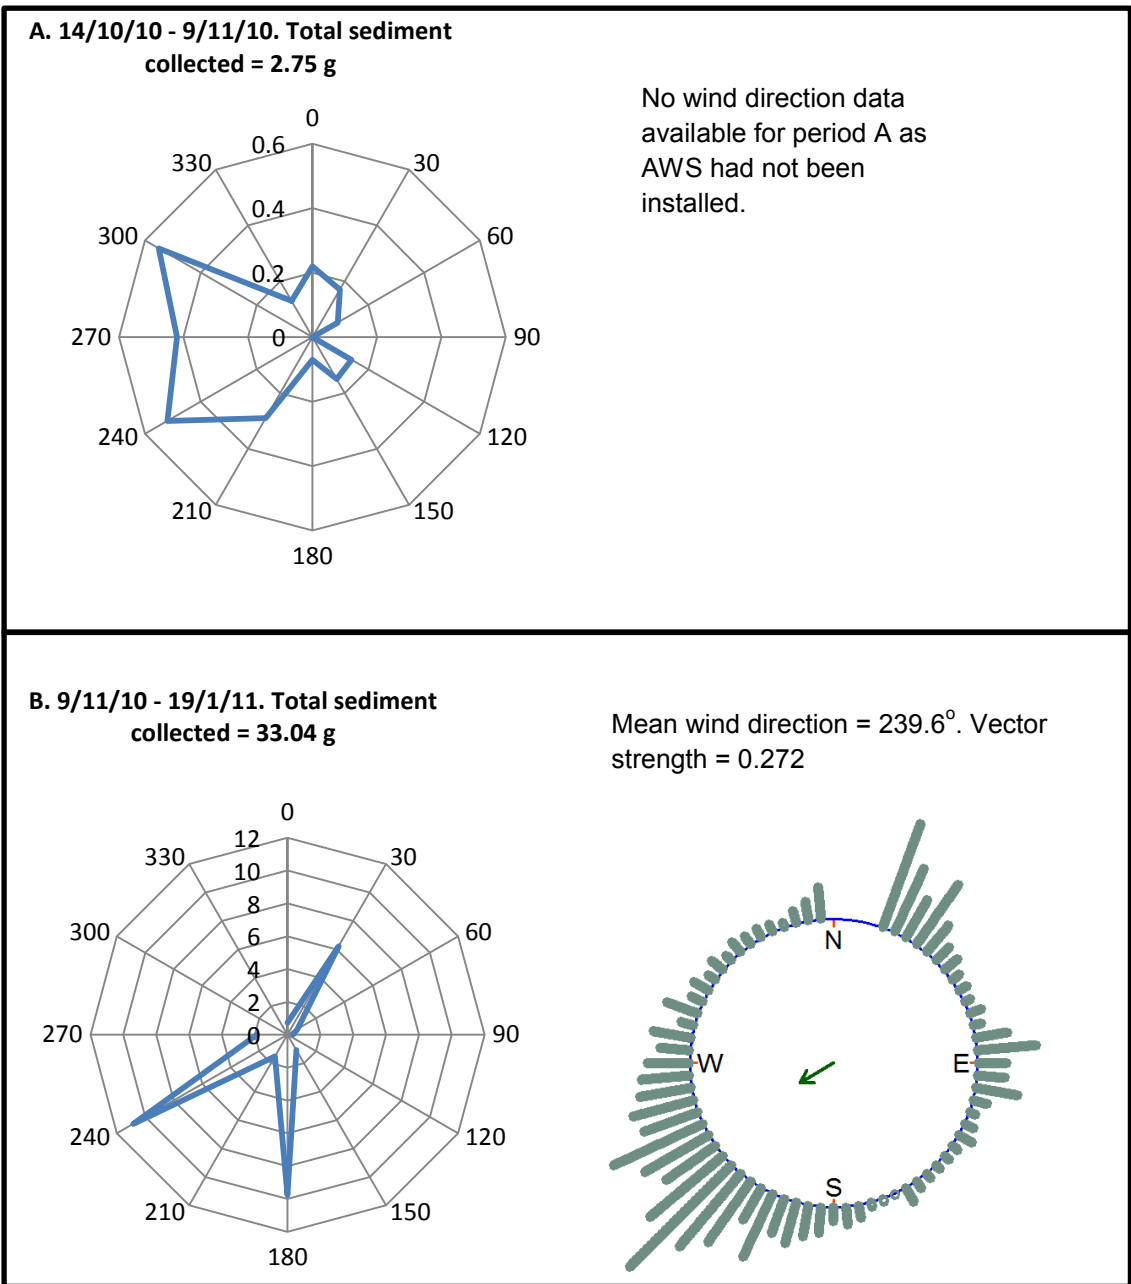 A. 14/10/10 - 9/11/10. Total sediment
collected = 2.75 g
No wind direction data
available for period A as
AWS had not been
installed.
0
0.6
330
30
0.4
300
60
0.2
270
0
90
240
120
210
150
180
B. 9/11/10 - 19/1/11. Total sediment
collected = 33.04 g
Mean wind direction = 239.6°. Vector
strength = 0.272
0
12
330
30
10
8
300
60
6
4
2
270
0
90
240
120
210
150
180
N
W
E
S